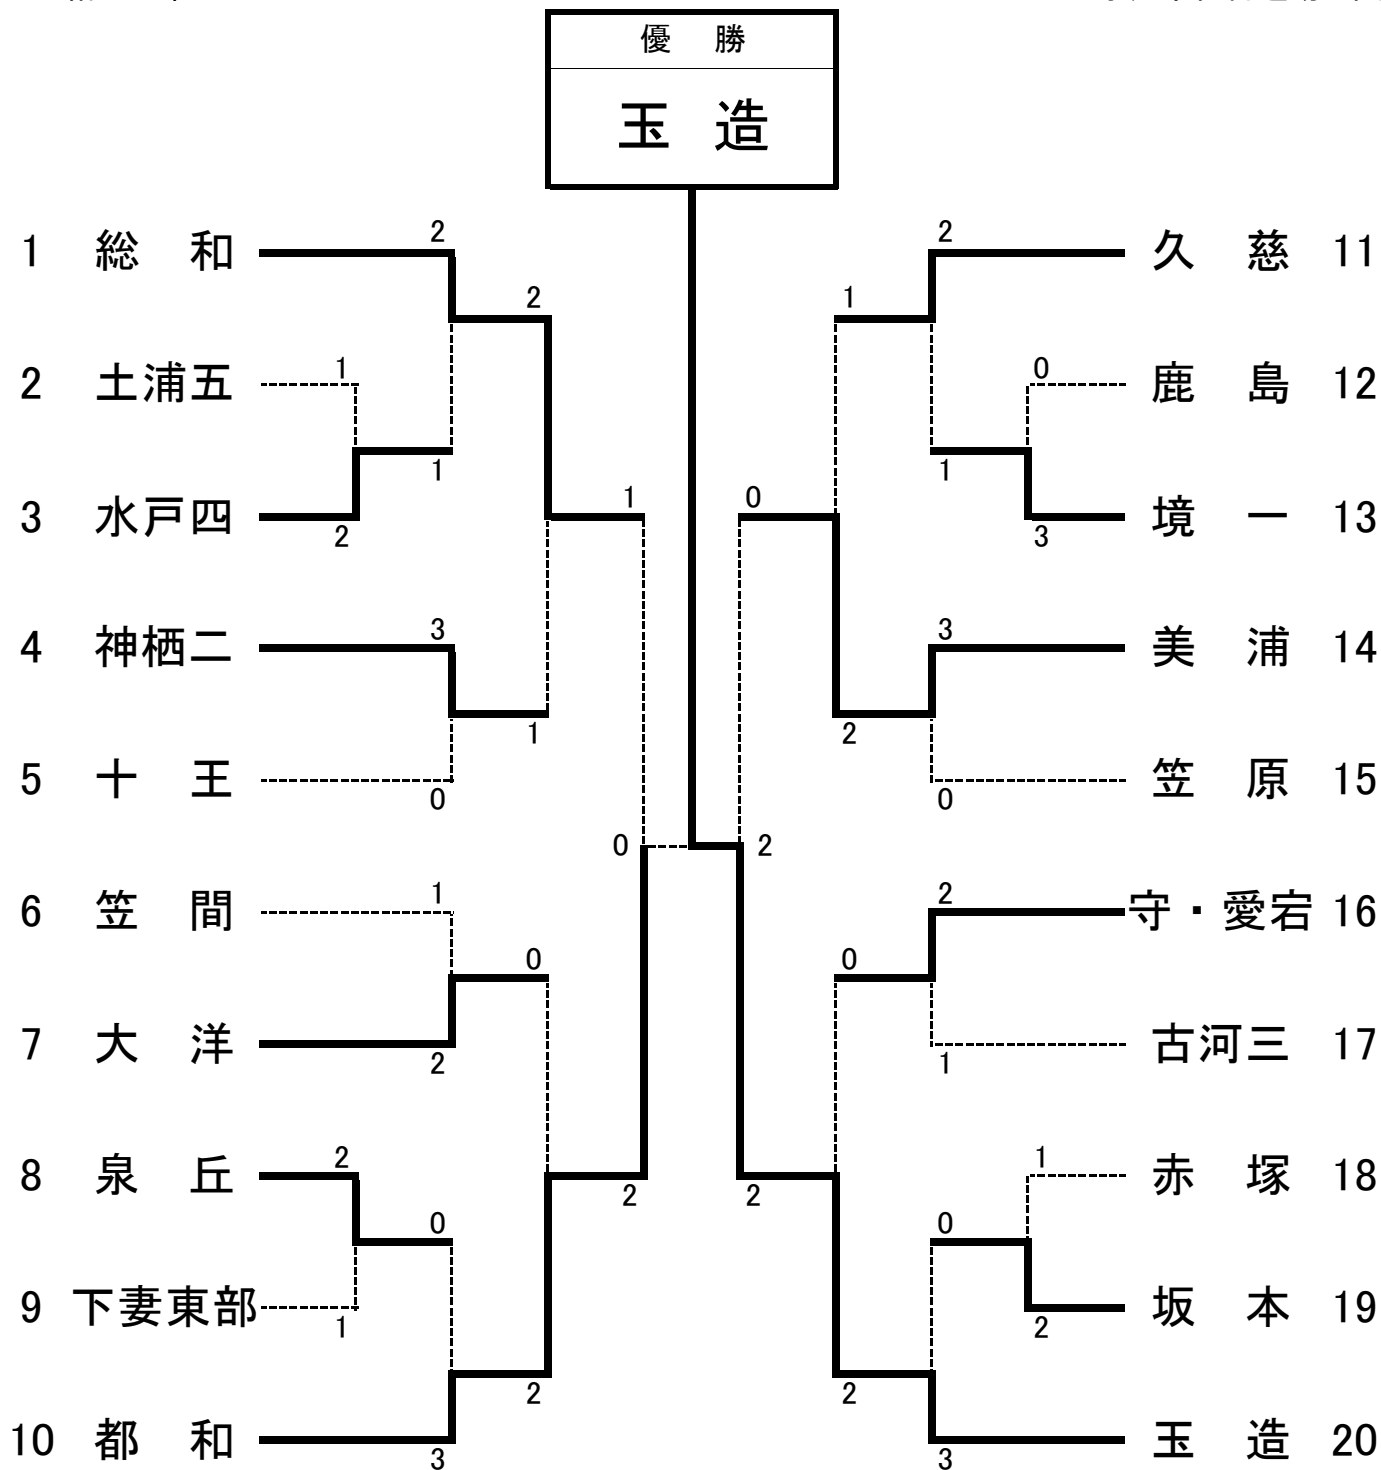 優 勝
玉 造
2 2
1 総 和 久 慈 11
2 1
1 0
2 土浦五 鹿 島 12
1 1
1 0
3 水戸四 境 一 13
2 3
3 3
4 神栖二 美 浦 14
1 2
5 十 王 笠 原 15
0 0
0 2
1 2
6 笠 間 守・愛宕 16
0 0
7 大 洋 古河三 17
2 1
2 1
8 泉 丘 赤 塚 18
2 2
0 0
9 下妻東部 坂 本 19
1 2
2 2
10 都 和 玉 造 20
3 3